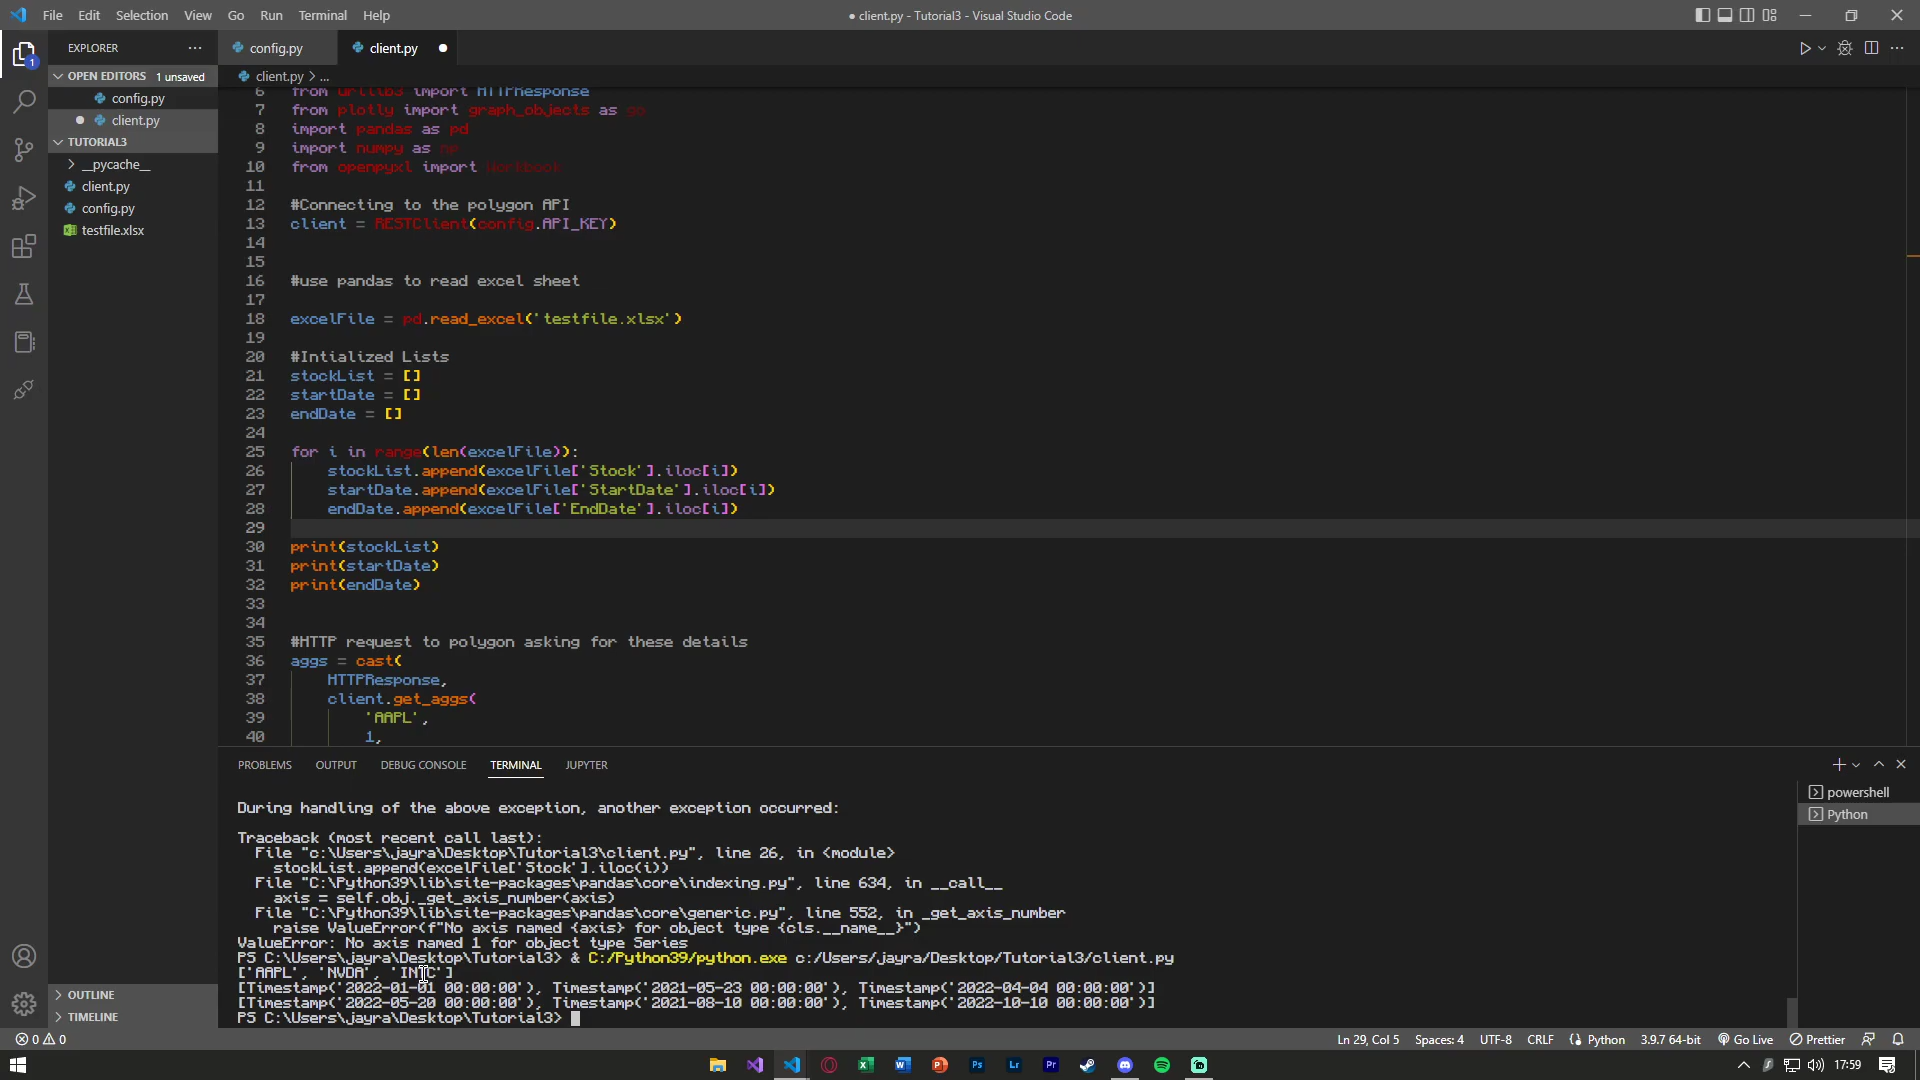 File Edit Selection View Go Run Terminal Help
● client.py - Tutorial3 - Visual Studio Code
EXPLORER
OPEN EDITORS 1 unsaved
config.py
client.py
TUTORIAL3
__pycache__
client.py
config.py
testfile.xlsx
OUTLINE
TIMELINE
config.py
client.py
client.py > ...
6 from urllib3 import HTTPResponse
7 from plotly import graph_objects as go
8 import pandas as pd
9 import numpy as np
10 from openpyxl import Workbook
11
12 #Connecting to the polygon API
13 client = RESTClient(config.API_KEY)
14
15
16 #use pandas to read excel sheet
17
18 excelFile = pd.read_excel('testfile.xlsx')
19
20 #Intialized Lists
21 stockList = []
22 startDate = []
23 endDate = []
24
25 for i in range(len(excelFile)):
26 stockList.append(excelFile['Stock'].iloc[i])
27 startDate.append(excelFile['StartDate'].iloc[i])
28 endDate.append(excelFile['EndDate'].iloc[i])
29
30 print(stockList)
31 print(startDate)
32 print(endDate)
33
34
35 #HTTP request to polygon asking for these details
36 aggs = cast(
37 HTTPResponse,
38 client.get_aggs(
39 'AAPL',
40 1,
PROBLEMS OUTPUT DEBUG CONSOLE TERMINAL JUPYTER
powershell
Python
During handling of the above exception, another exception occurred:
Traceback (most recent call last):
File "c:\Users\jayra\Desktop\Tutorial3\client.py", line 26, in <module>
stockList.append(excelFile['Stock'].iloc(i))
File "C:\Python39\lib\site-packages\pandas\core\indexing.py", line 634, in __call__
axis = self.obj._get_axis_number(axis)
File "C:\Python39\lib\site-packages\pandas\core\generic.py", line 552, in _get_axis_number
raise ValueError(f"No axis named {axis} for object type {cls.__name__}")
ValueError: No axis named 1 for object type Series
PS C:\Users\jayra\Desktop\Tutorial3> & C:/Python39/python.exe c:/Users/jayra/Desktop/Tutorial3/client.py
['AAPL', 'NVDA', 'INTC']
[Timestamp('2022-01-01 00:00:00'), Timestamp('2021-05-23 00:00:00'), Timestamp('2022-04-04 00:00:00')]
[Timestamp('2022-05-20 00:00:00'), Timestamp('2021-08-10 00:00:00'), Timestamp('2022-10-10 00:00:00')]
PS C:\Users\jayra\Desktop\Tutorial3>
0 0 Ln 29, Col 5 Spaces: 4 UTF-8 CRLF Python 3.9.7 64-bit Go Live Prettier
17:59